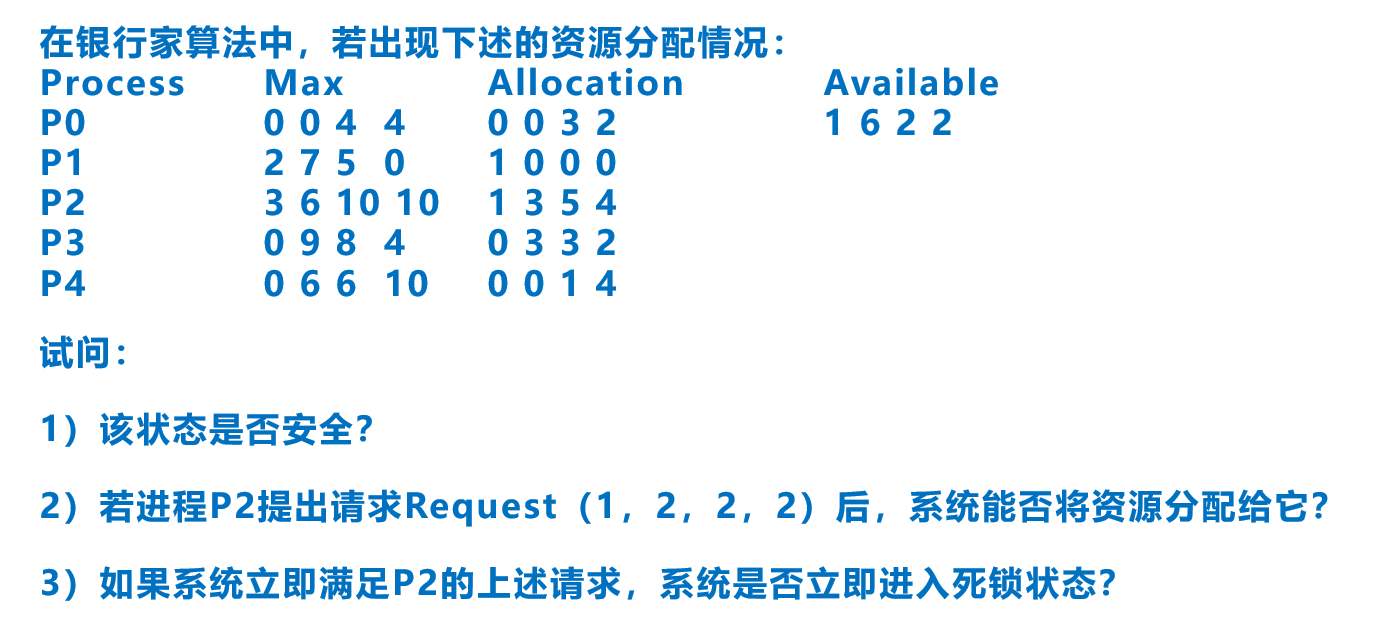 在银行家算法中，若出现下述的资源分配情况：
Process Max Allocation Available
P0 0 0 4 4 0 0 3 2 1 6 2 2
P1 2 7 5 0 1 0 0 0
P2 3 6 10 10 1 3 5 4
P3 0 9 8 4 0 3 3 2
P4 0 6 6 10 0 0 1 4
试问：
1）该状态是否安全？
2）若进程P2提出请求Request（1，2，2，2）后，系统能否将资源分配给它？
3）如果系统立即满足P2的上述请求，系统是否立即进入死锁状态？